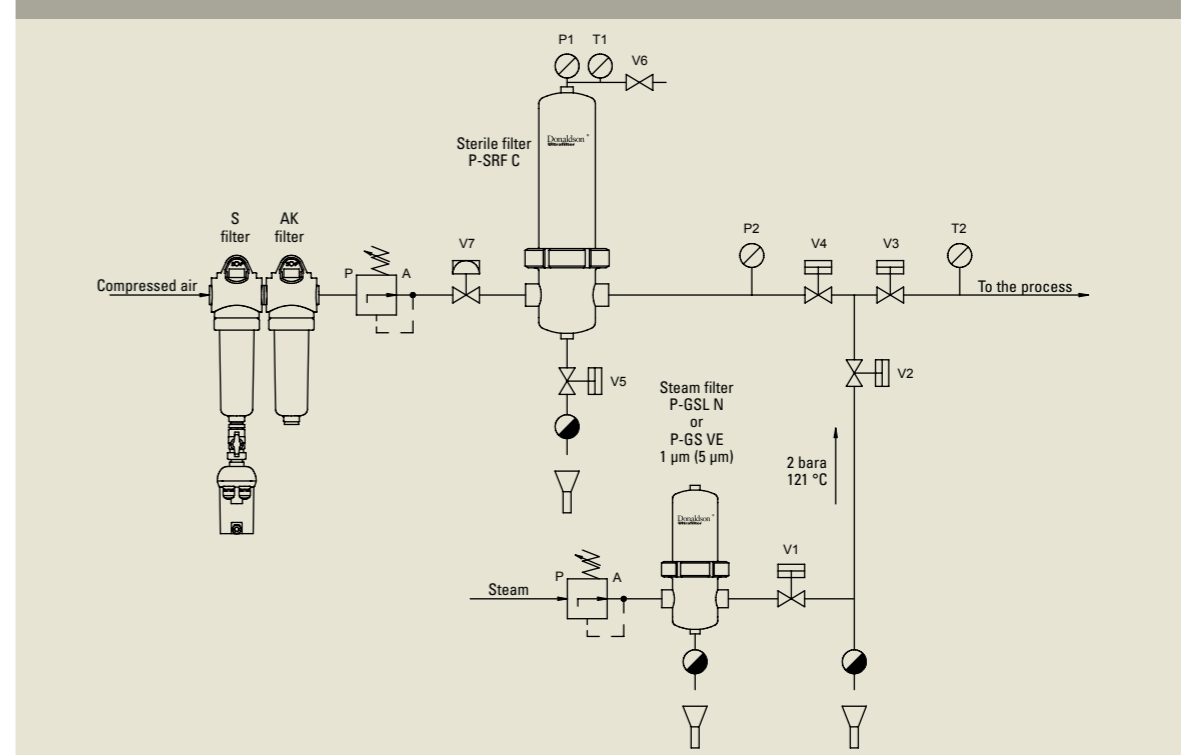 P1
T1
V6
Donaldson
Ultrafilter
Sterile filter
P-SRF C
S
filter
AK
filter
Compressed air
P
A
V7
P2
V4
V3
T2
To the process
V5
V2
Steam filter
P-GSL N
or
P-GS VE
1 µm (5 µm)
2 bara
121 °C
Donaldson
Ultrafilter
V1
Steam
P
A